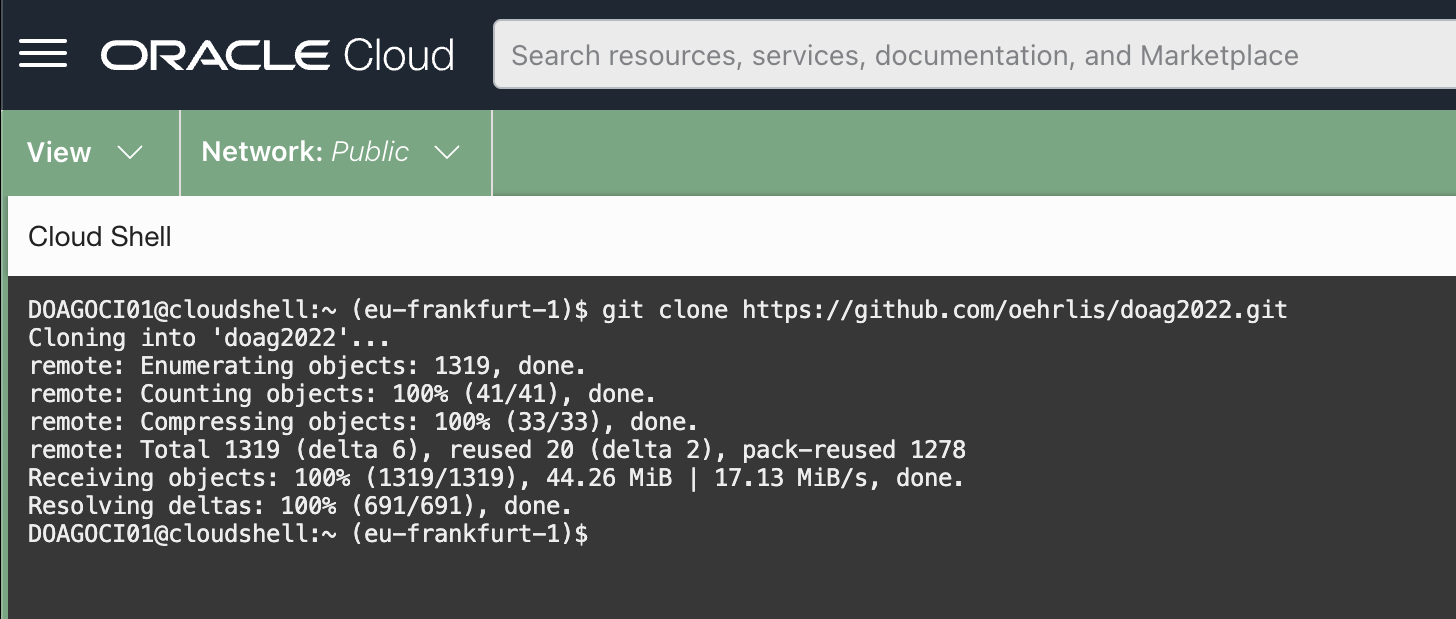 ORACLE Cloud
Search resources, services, documentation, and Marketplace
View
Network: Public
Cloud Shell
DOAGOCI01@cloudshell:~ (eu-frankfurt-1)$ git clone https://github.com/oehrlis/doag2022.git
Cloning into 'doag2022'...
remote: Enumerating objects: 1319, done.
remote: Counting objects: 100% (41/41), done.
remote: Compressing objects: 100% (33/33), done.
remote: Total 1319 (delta 6), reused 20 (delta 2), pack-reused 1278
Receiving objects: 100% (1319/1319), 44.26 MiB | 17.13 MiB/s, done.
Resolving deltas: 100% (691/691), done.
DOAGOCI01@cloudshell:~ (eu-frankfurt-1)$